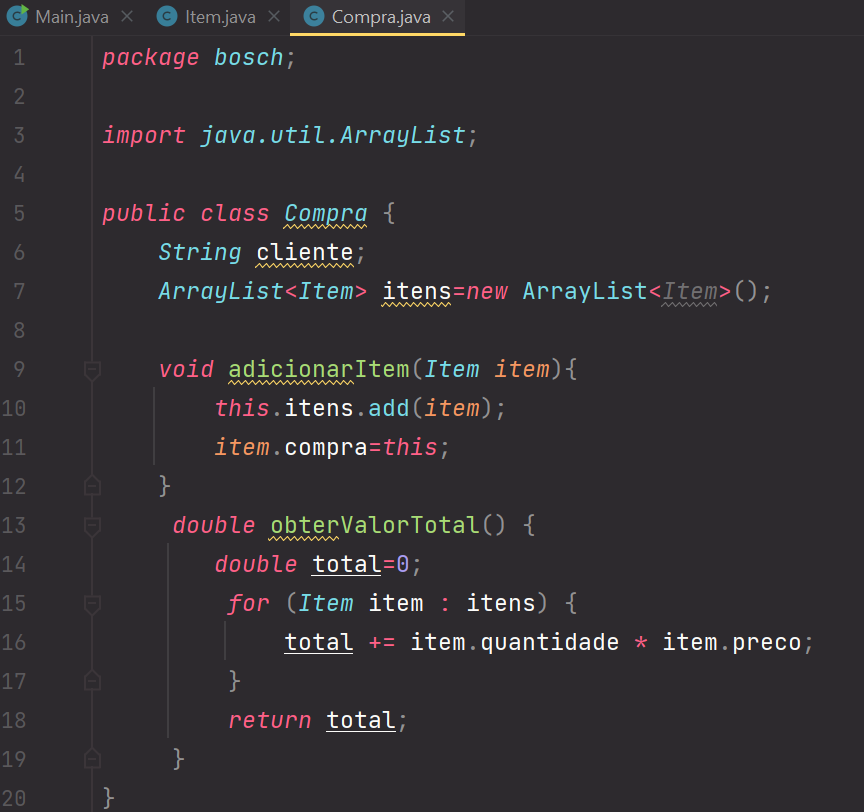 Main.java Item.java Compra.java
1 package bosch;
2
3 import java.util.ArrayList;
4
5 public class Compra {
6 String cliente;
7 ArrayList<Item> itens=new ArrayList<Item>();
8
9 void adicionarItem(Item item){
10 this.itens.add(item);
11 item.compra=this;
12 }
13 double obterValorTotal() {
14 double total=0;
15 for (Item item : itens) {
16 total += item.quantidade * item.preco;
17 }
18 return total;
19 }
20 }